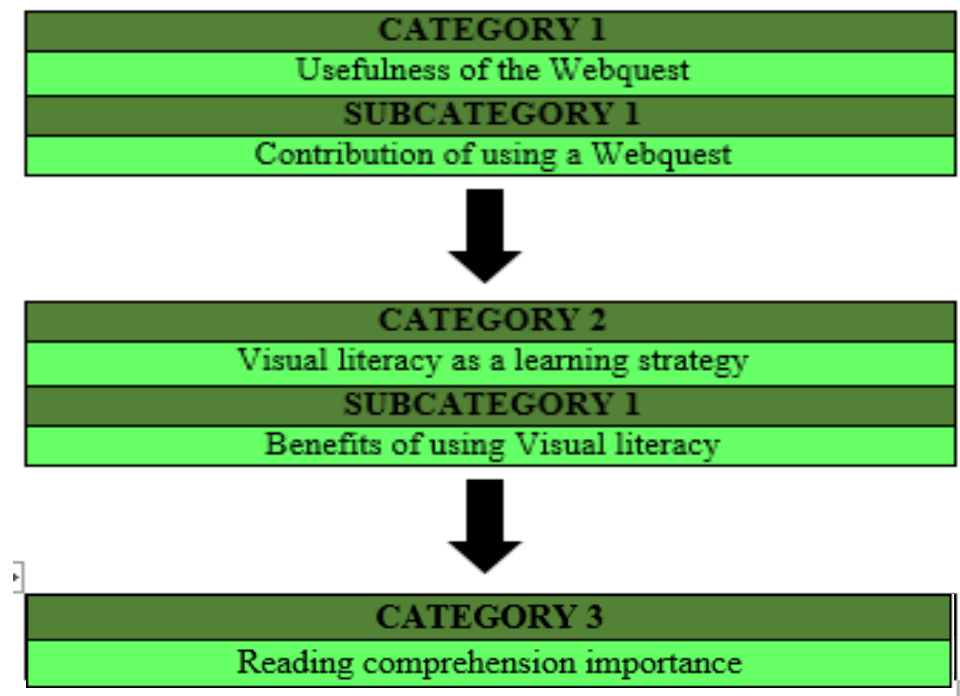 CATEGORY 1
Usefulness of the Webquest
SUBCATEGORY 1
Contribution of using a Webquest
CATEGORY 2
Visual literacy as a learning strategy
SUBCATEGORY 1
Benefits of using Visual literacy
CATEGORY 3
Reading comprehension importance